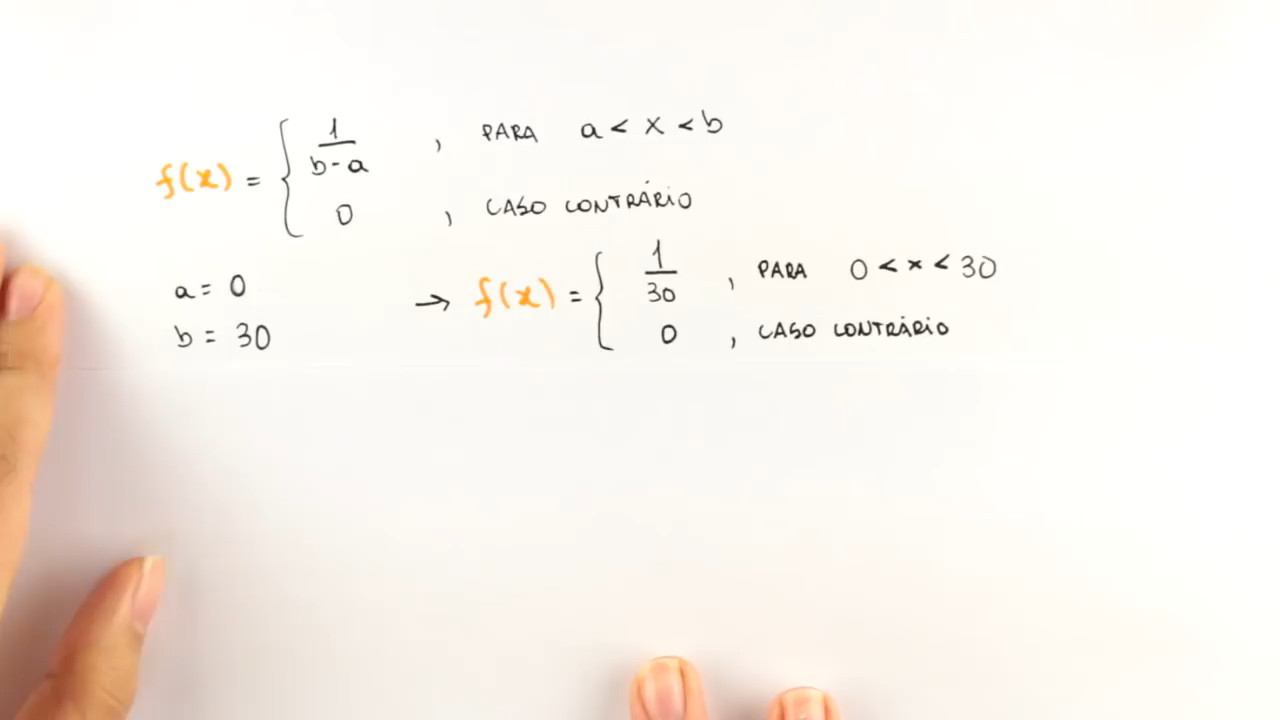 f(x) = { 1/(b-a) , PARA a < x < b
0 , CASO CONTRÁRIO
a = 0
b = 30
→ f(x) = { 1/30 , PARA 0 < x < 30
0 , CASO CONTRÁRIO